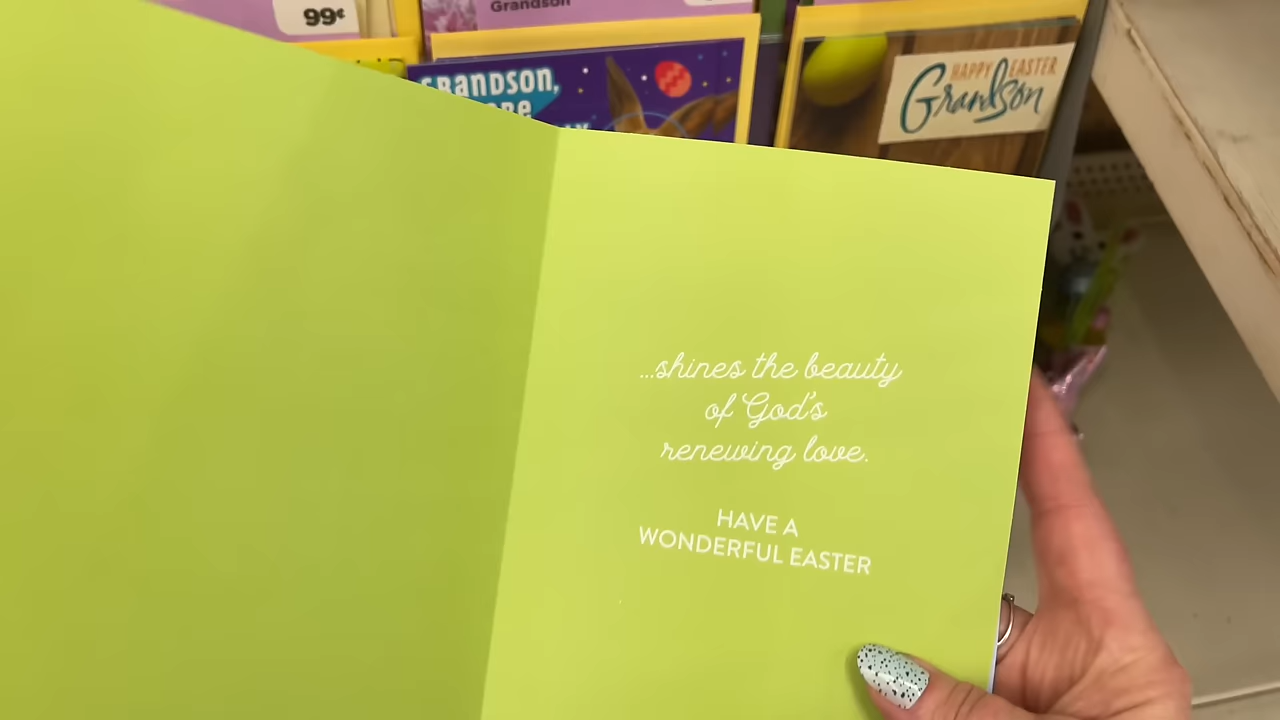 99¢
Grandson
GRANDSON,
HAPPY EASTER
Grandson
...shines the beauty
of God's
renewing love.
HAVE A
WONDERFUL EASTER